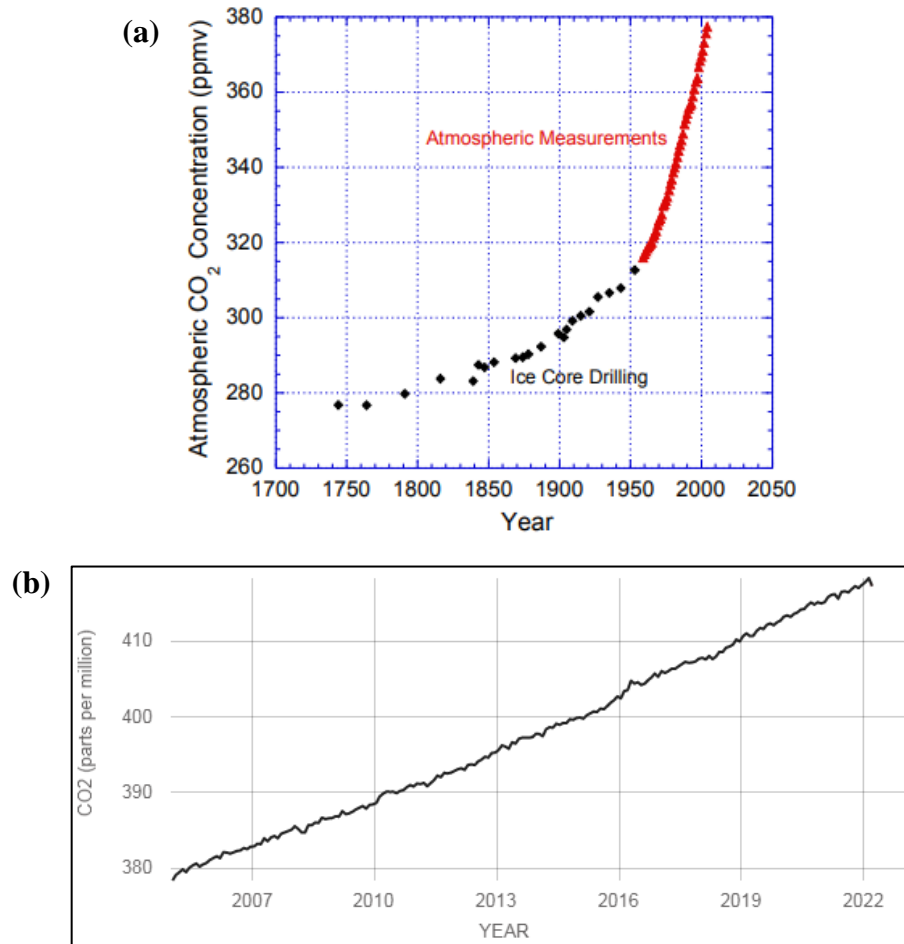 (a)
Atmospheric CO2 Concentration (ppmv)
380
360
340
320
300
280
260
Atmospheric Measurements
Ice Core Drilling
1700 1750 1800 1850 1900 1950 2000 2050
Year
(b)
CO2 (parts per million)
410
400
390
380
2007 2010 2013 2016 2019 2022
YEAR